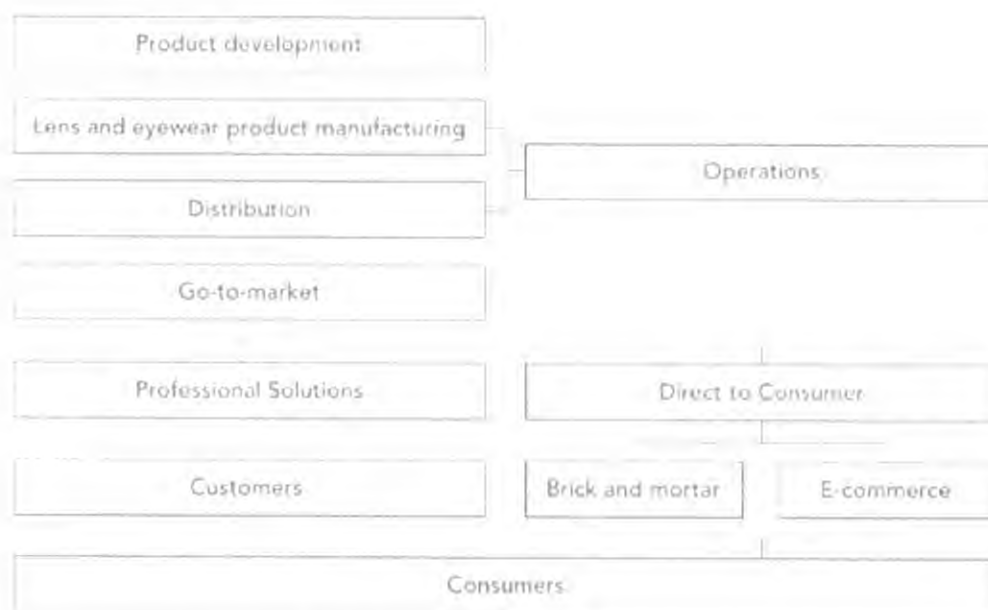 Product development
Lens and eyewear product manufacturing
Operations
Distribution
Go-to-market
Professional Solutions
Direct to Consumer
Customers
Brick and mortar
E-commerce
Consumers